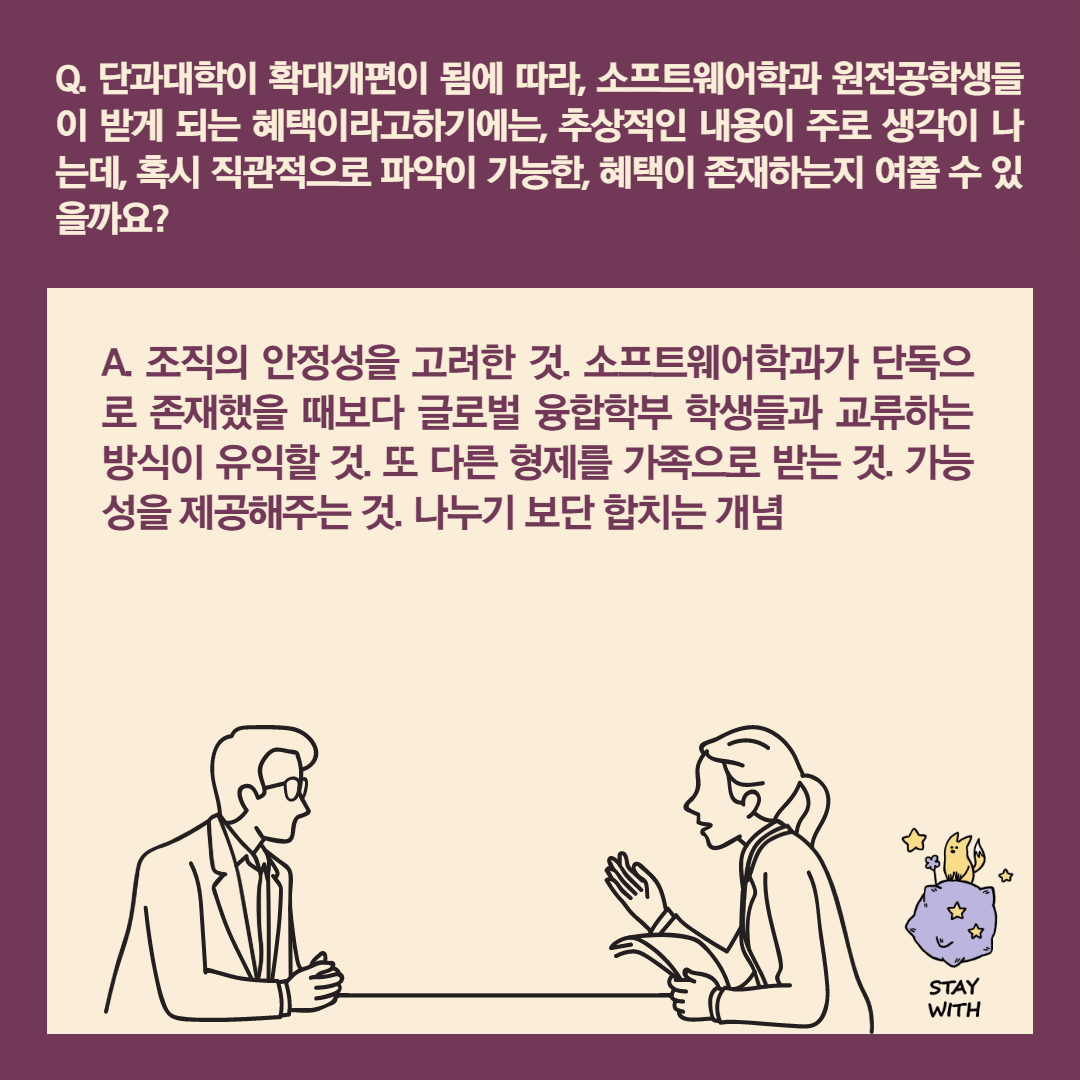 Q. 단과대학이 확대개편이 됨에 따라, 소프트웨어학과 원전공학생들
이 받게 되는 혜택이라고하기에는, 추상적인 내용이 주로 생각이 나
는데, 혹시 직관적으로 파악이 가능한, 혜택이 존재하는지 여쭐 수 있
을까요?
A. 조직의 안정성을 고려한 것. 소프트웨어학과가 단독으
로 존재했을 때보다 글로벌 융합학부 학생들과 교류하는
방식이 유익할 것. 또 다른 형제를 가족으로 받는 것. 가능
성을 제공해주는 것. 나누기 보단 합치는 개념
STAY
WITH